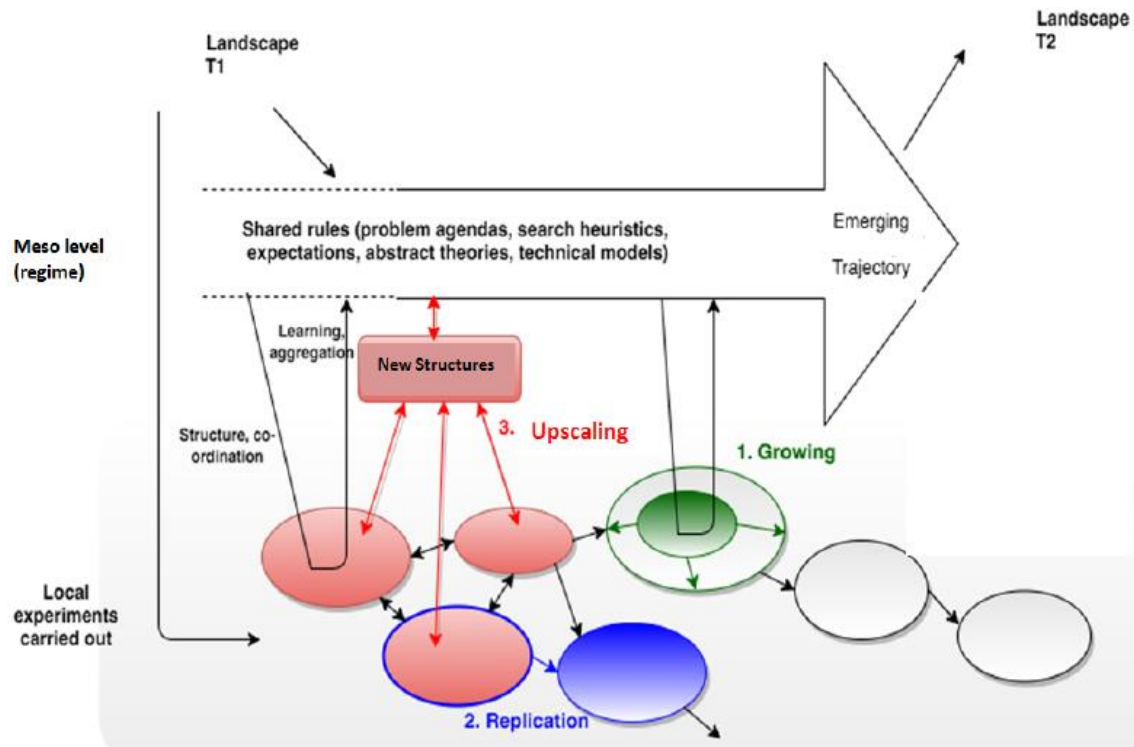 Landscape
T1
Landscape
T2
Meso level
(regime)
Shared rules (problem agendas, search heuristics,
expectations, abstract theories, technical models)
Emerging
Trajectory
Learning,
aggregation
New Structures
Structure, co-
ordination
3. Upscaling
1. Growing
Local
experiments
carried out
2. Replication